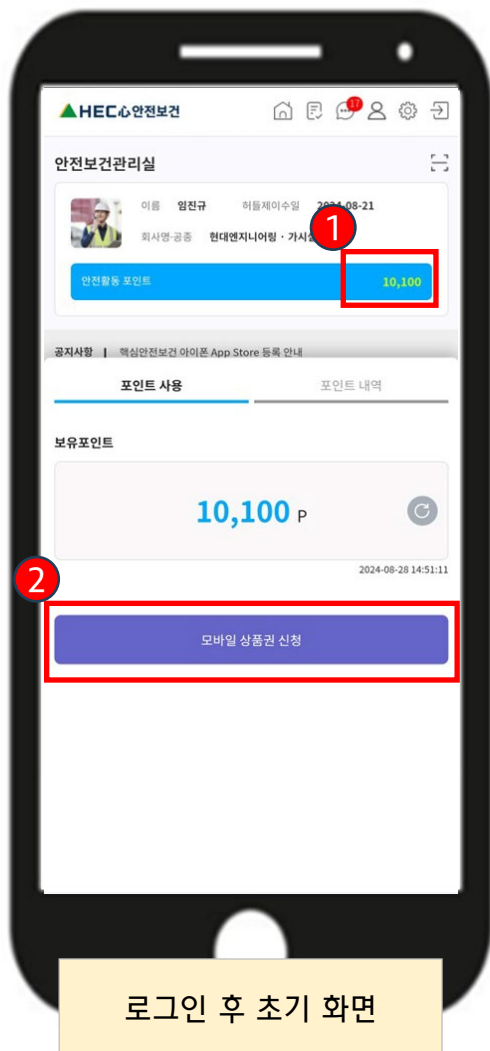 HEC心안전보건
17
안전보건관리실
이름 임진규 허들제이수일 2024-08-21
1
회사명·공종 현대엔지니어링 · 가시설
안전활동 포인트 10,100
공지사항 | 핵심안전보건 아이폰 App Store 등록 안내
포인트 사용 포인트 내역
보유포인트
10,100 P
2024-08-28 14:51:11
2
모바일 상품권 신청
로그인 후 초기 화면